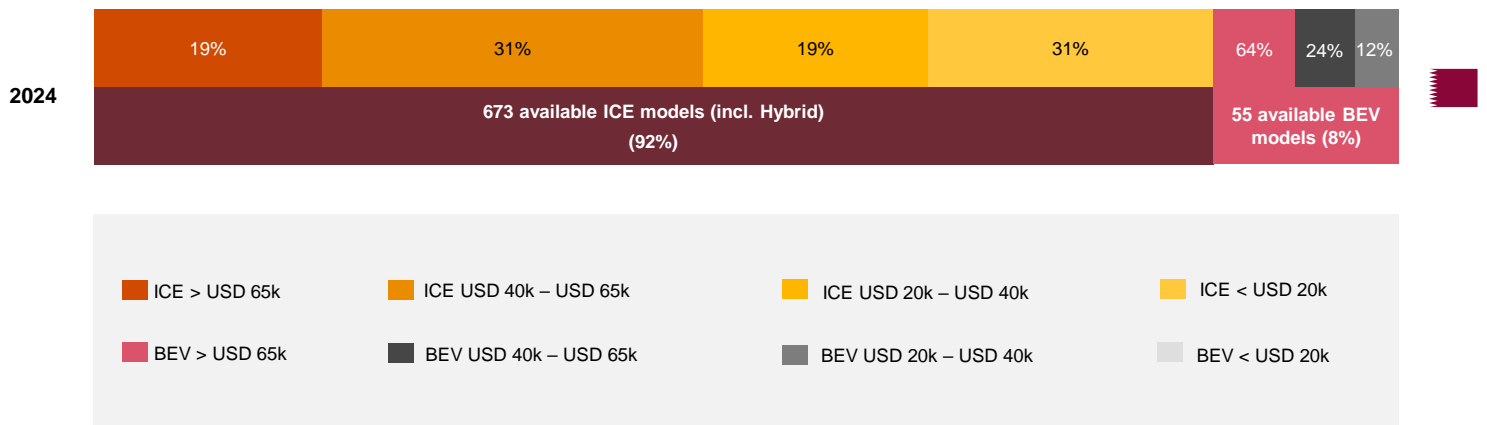 19%
31%
19%
31%
64%
24%
12%
2024
673 available ICE models (incl. Hybrid)
(92%)
55 available BEV
models (8%)
ICE > USD 65k
ICE USD 40k – USD 65k
ICE USD 20k – USD 40k
ICE < USD 20k
BEV > USD 65k
BEV USD 40k – USD 65k
BEV USD 20k – USD 40k
BEV < USD 20k